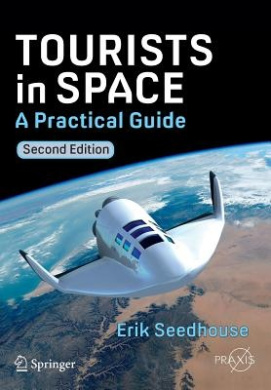 TOURISTS
in SPACE
A Practical Guide
Second Edition
Erik Seedhouse
Springer
PRAXIS